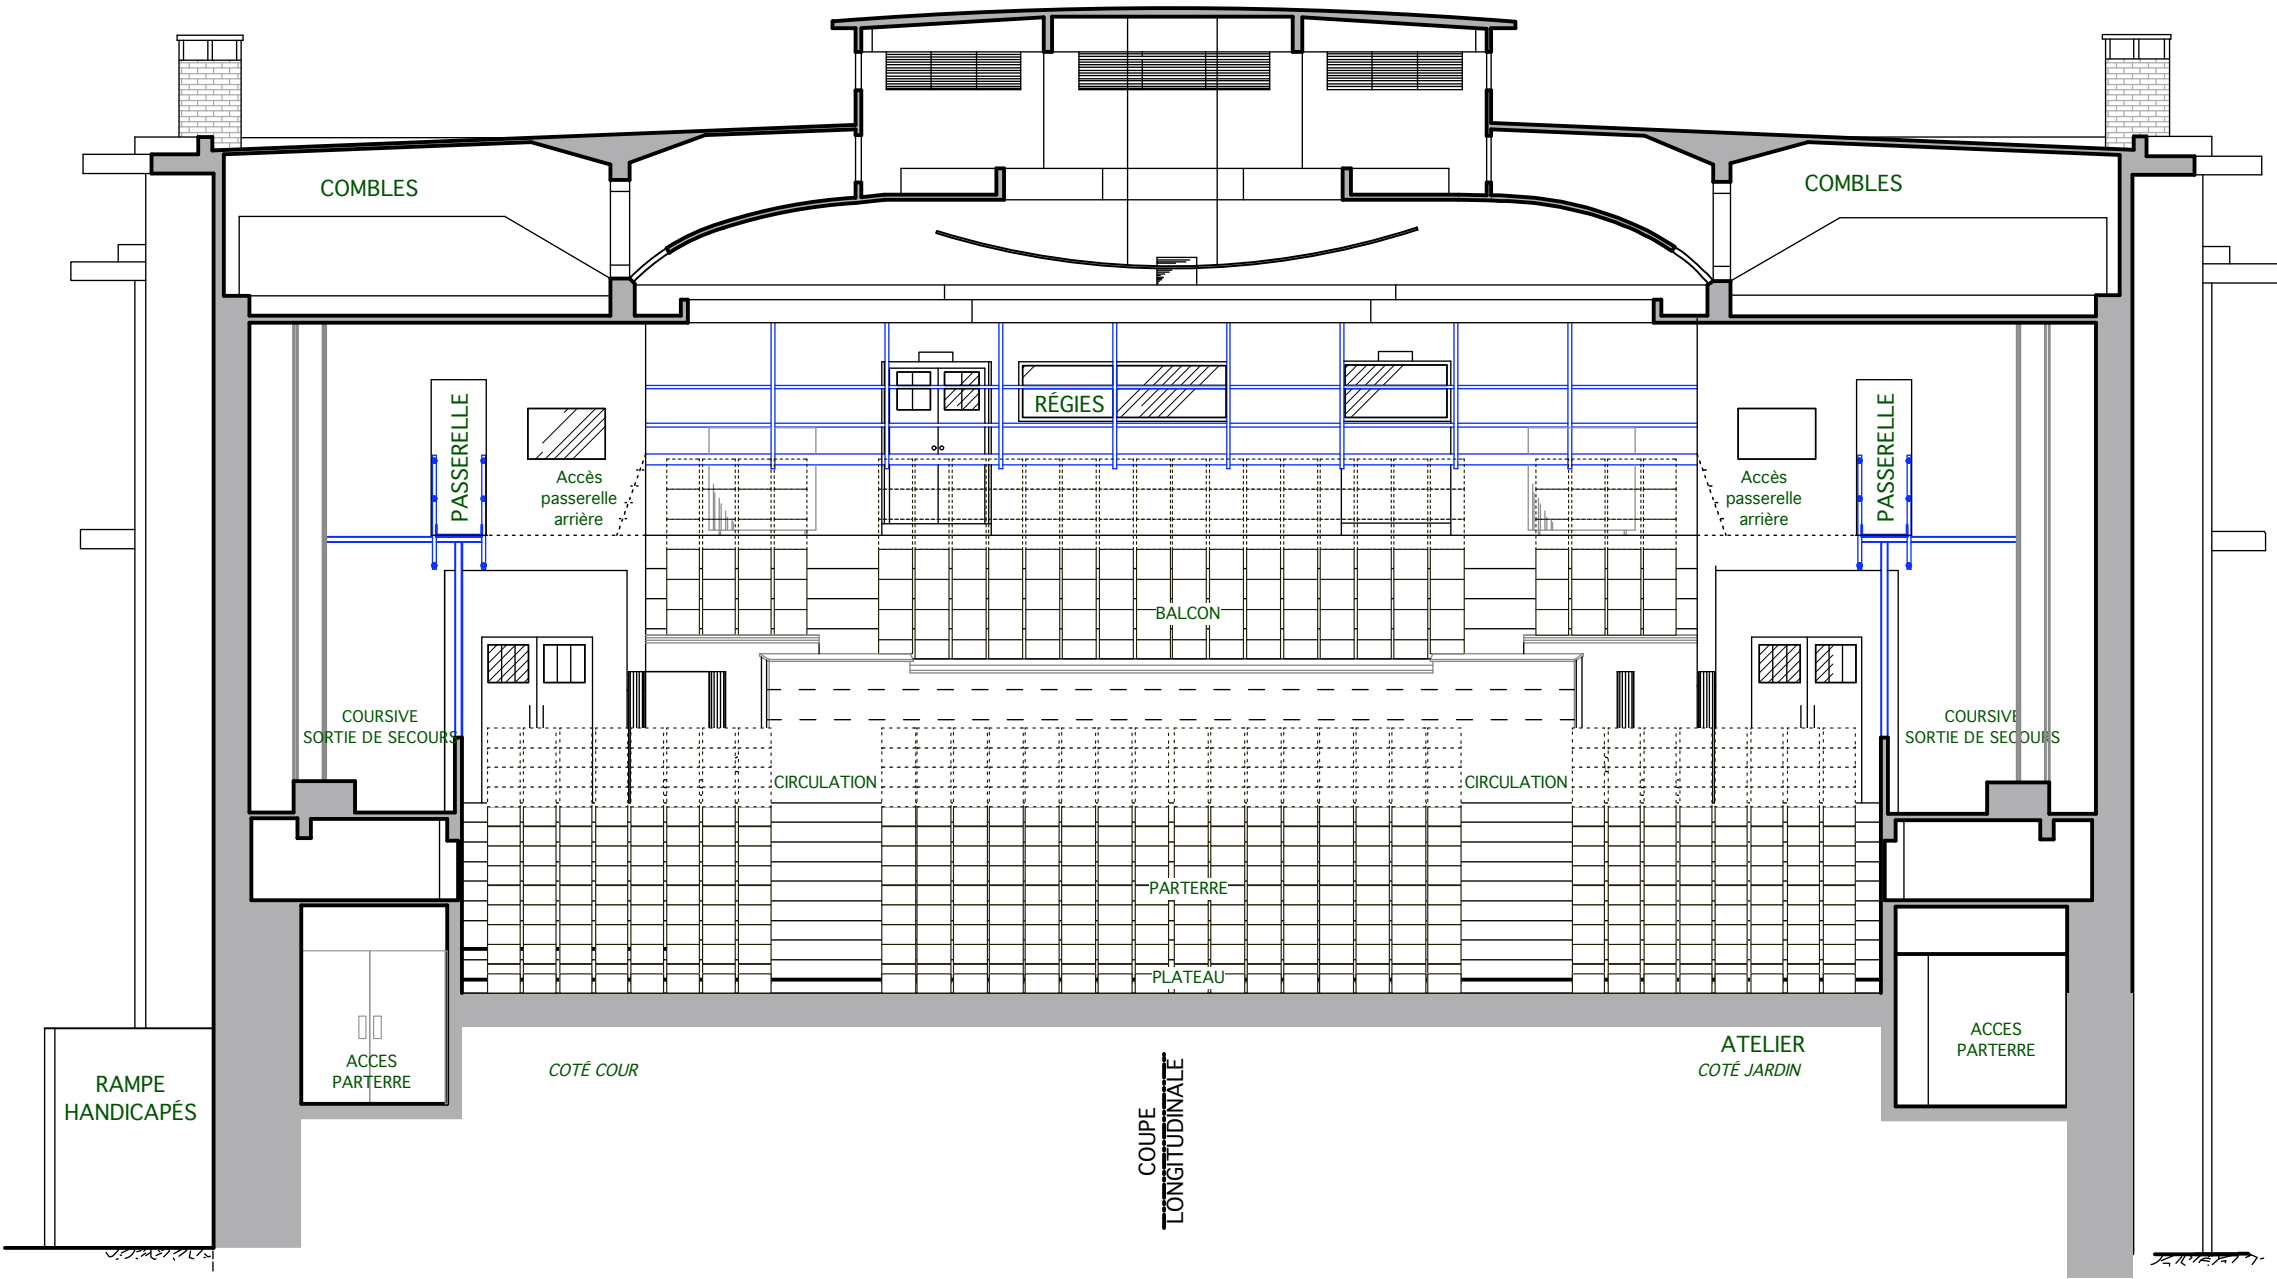 COMBLES
COMBLES
PASSERELLE
RÉGIES
PASSERELLE
Accès
passerelle
arrière
Accès
passerelle
arrière
BALCON
COURSIVE
SORTIE DE SECOURS
COURSIVE
SORTIE DE SECOURS
CIRCULATION
CIRCULATION
PARTERRE
PLATEAU
ACCES
PARTERRE
ACCES
PARTERRE
RAMPE
HANDICAPÉS
COTÉ COUR
ATELIER
COTÉ JARDIN
COUPE
LONGITUDINALE